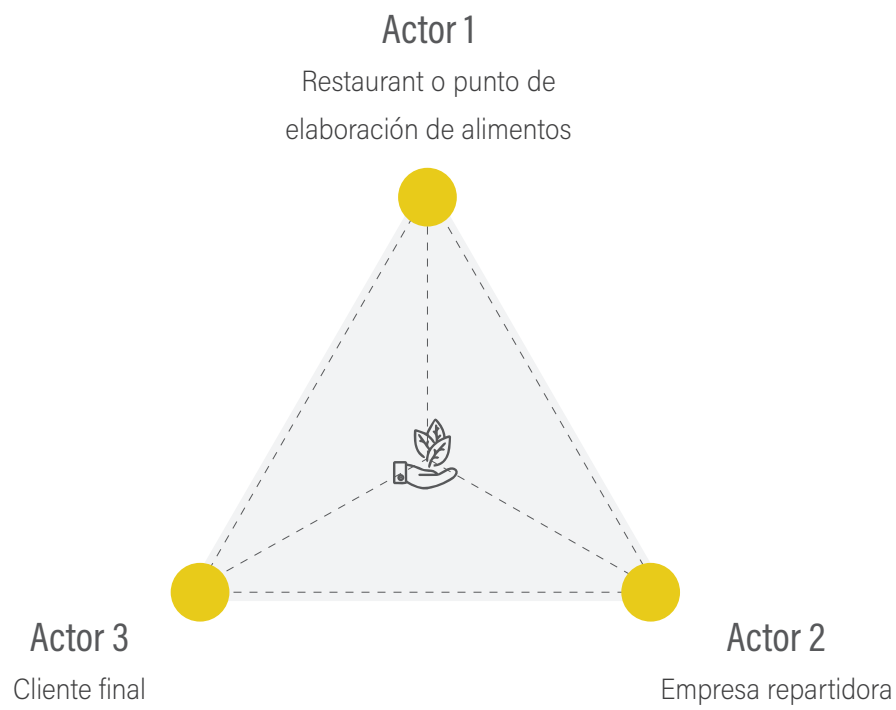 Actor 1
Restaurant o punto de
elaboración de alimentos
Actor 3
Cliente final
Actor 2
Empresa repartidora